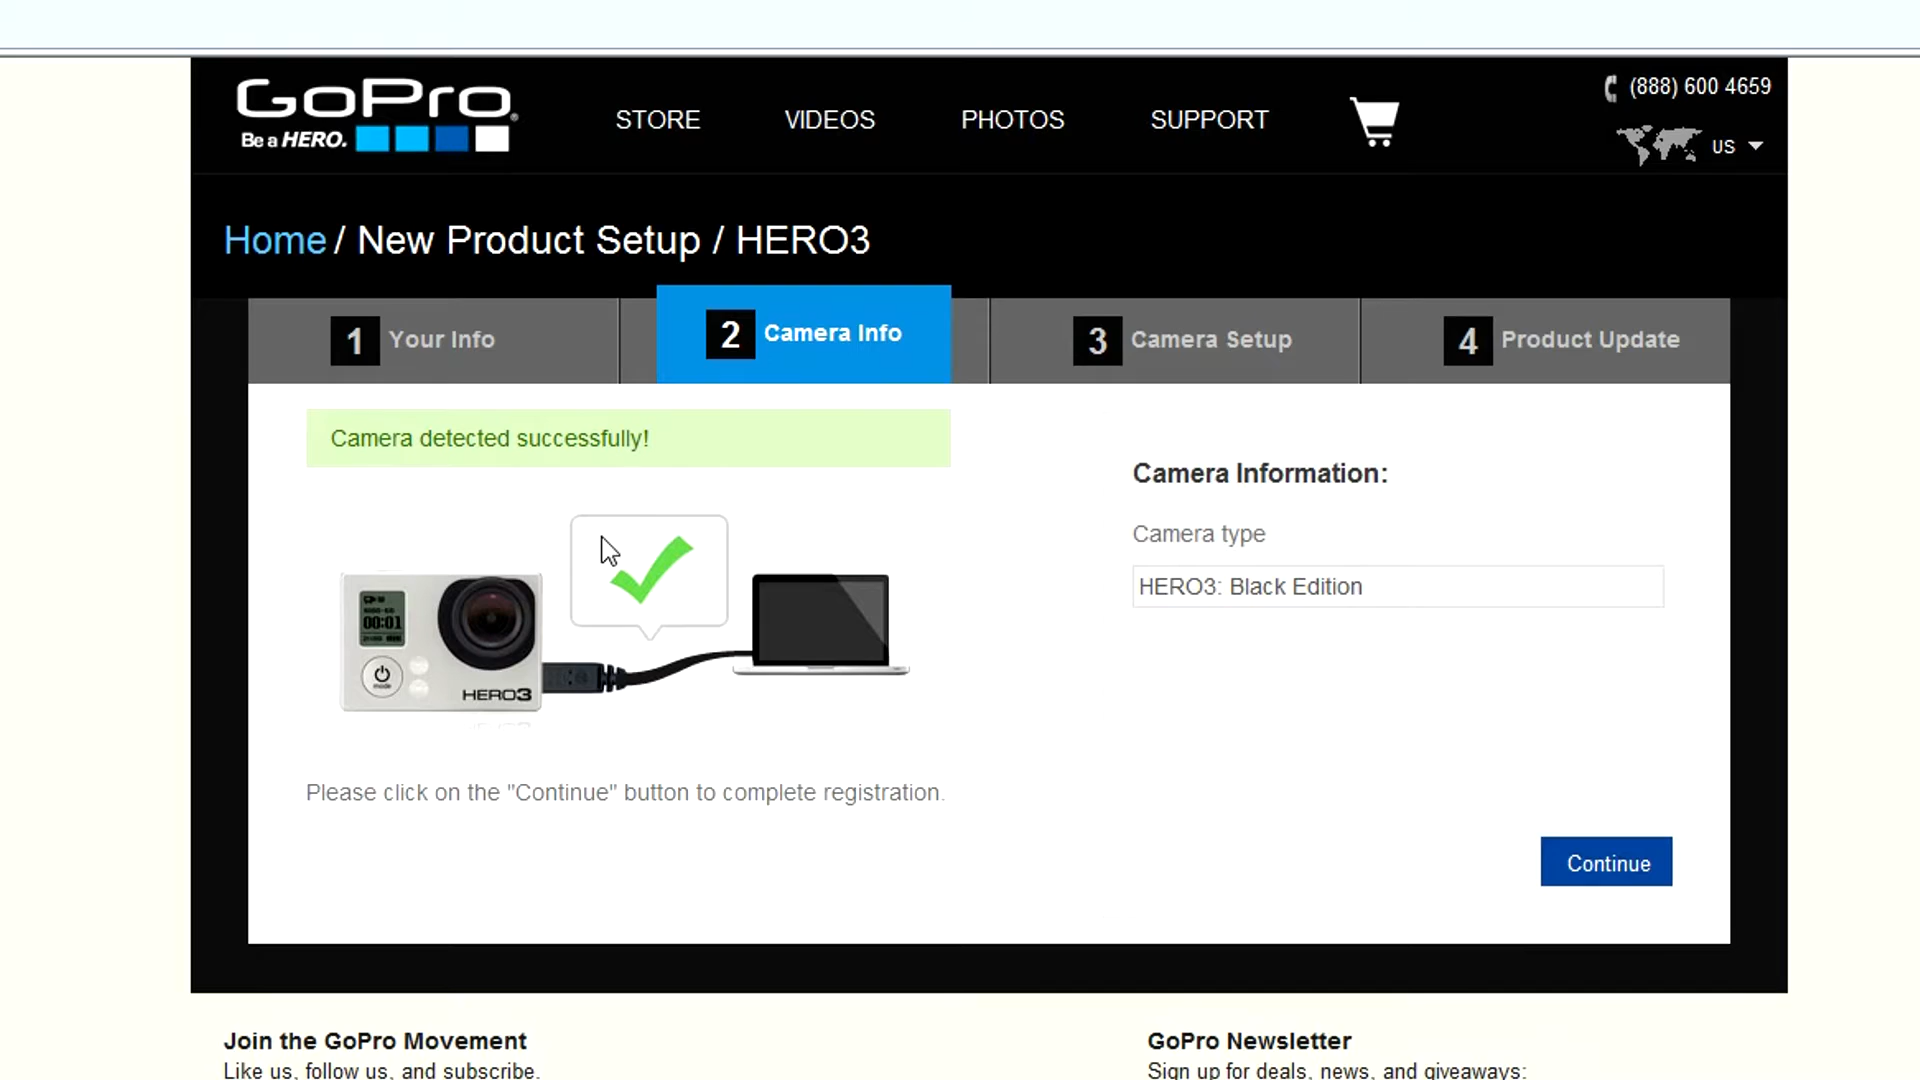 GoPro
Be a HERO.
STORE VIDEOS PHOTOS SUPPORT
(888) 600 4659
US
Home / New Product Setup / HERO3
1 Your Info
2 Camera Info
3 Camera Setup
4 Product Update
Camera detected successfully!
00:01
mode
HERO3
Please click on the "Continue" button to complete registration.
Camera Information:
Camera type
HERO3: Black Edition
Continue
Join the GoPro Movement
Like us, follow us, and subscribe.
GoPro Newsletter
Sign up for deals, news, and giveaways: